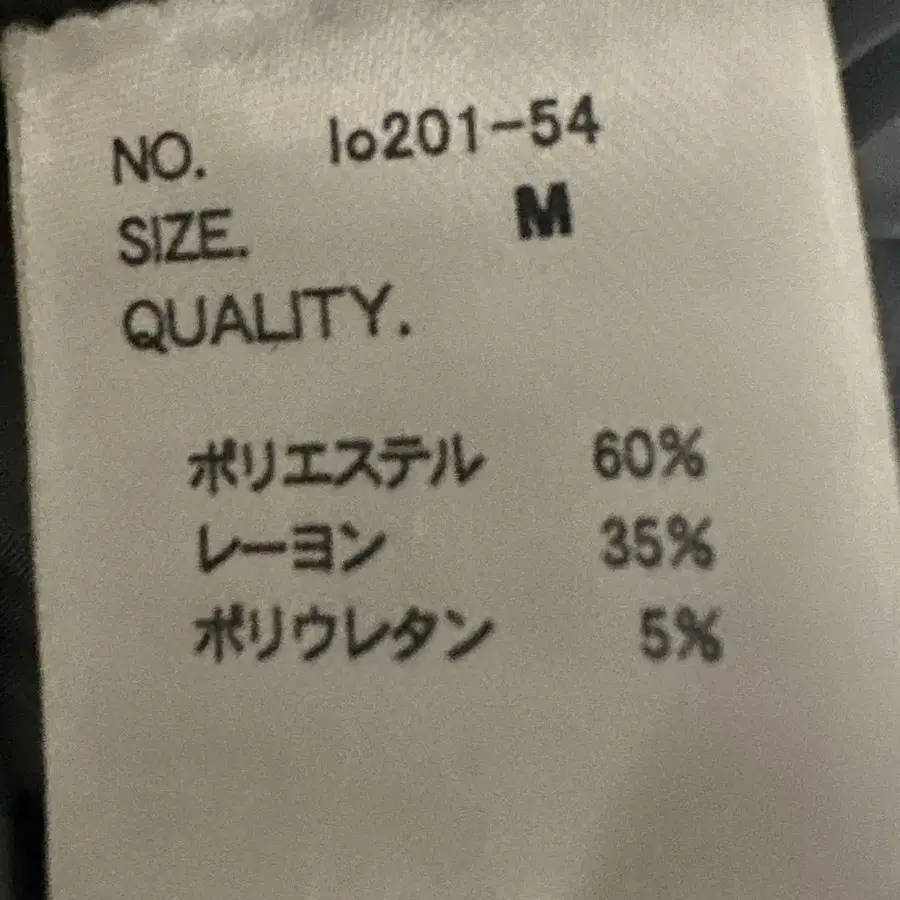 NO. lo201-54
SIZE. M
QUALITY.
ポリエステル 60%
レーヨン 35%
ポリウレタン 5%